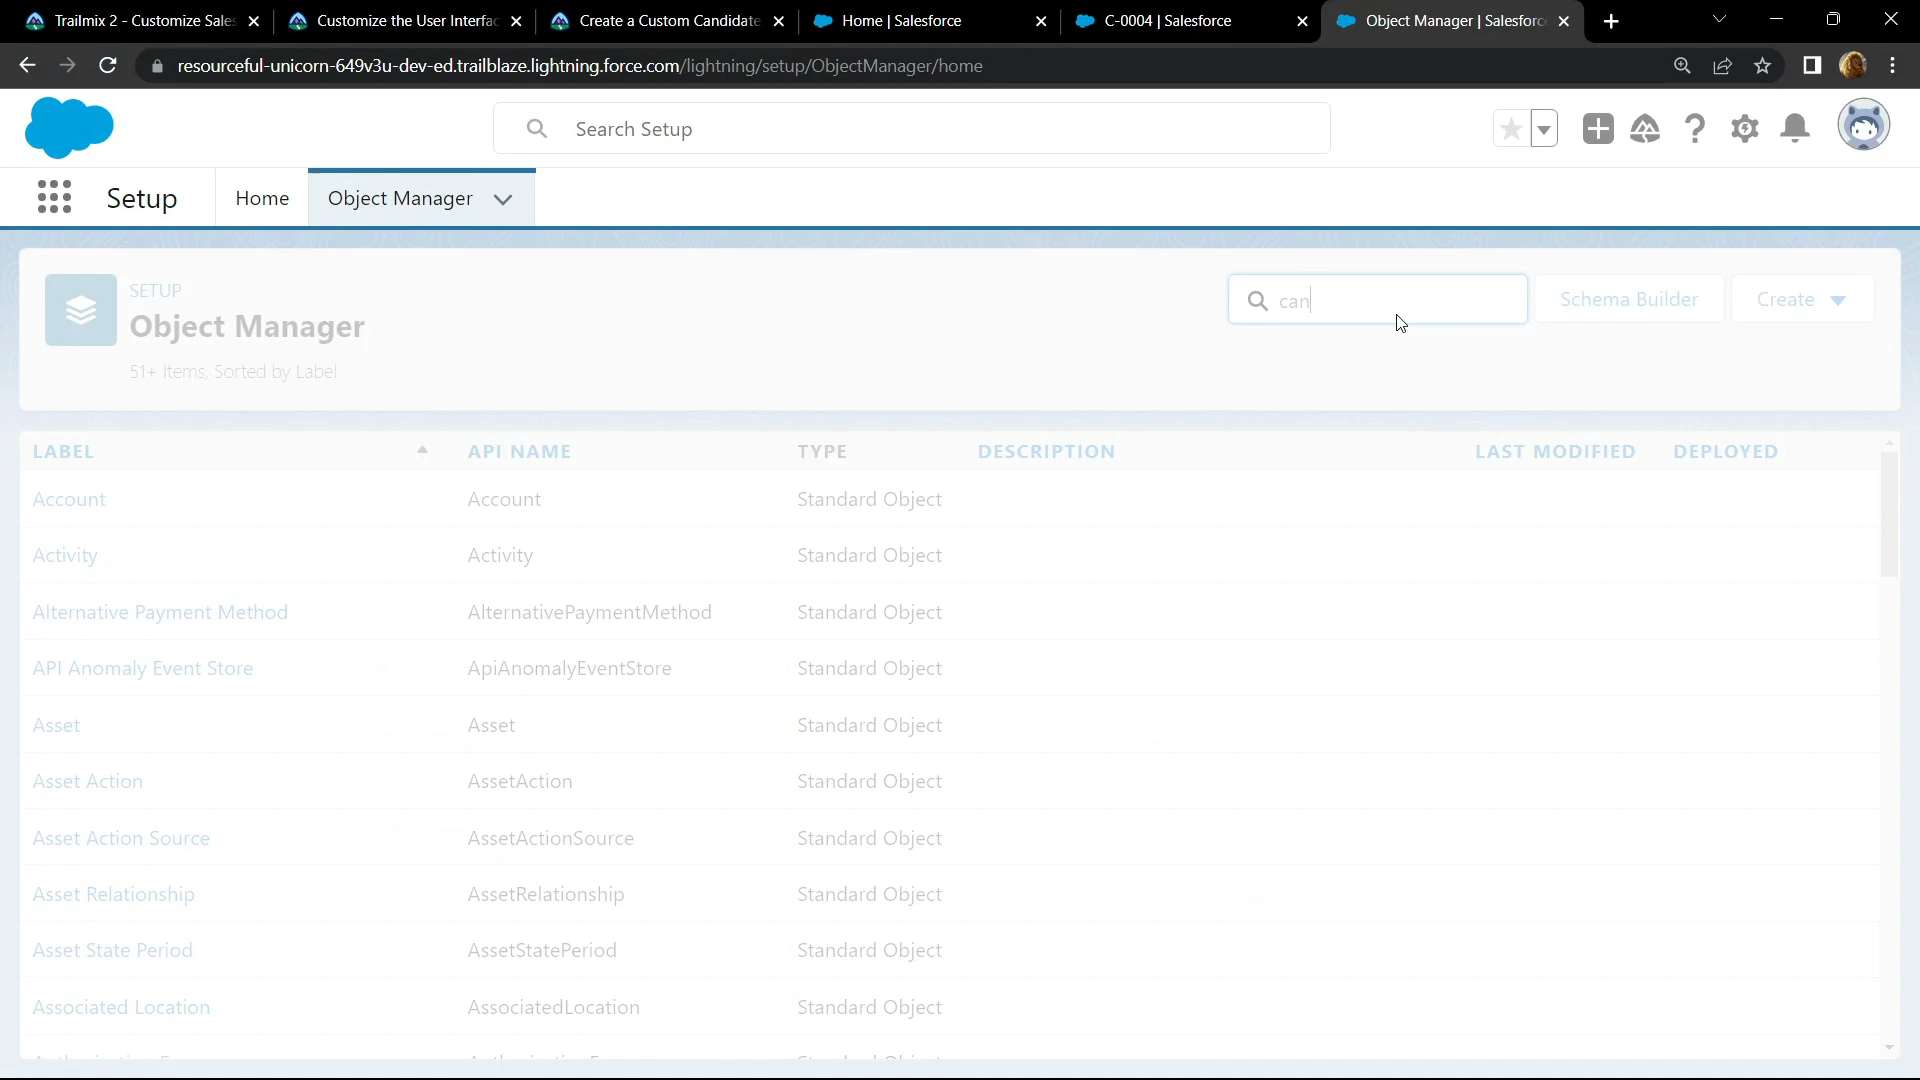 Trailmix 2 - Customize Sales
Customize the User Interfac
Create a Custom Candidate
Home | Salesforce
C-0004 | Salesforce
Object Manager | Salesforc
resourceful-unicorn-649v3u-dev-ed.trailblaze.lightning.force.com/lightning/setup/ObjectManager/home
Search Setup
Setup
Home
Object Manager
SETUP
Object Manager
51+ Items, Sorted by Label
can
Schema Builder
Create
LABEL API NAME TYPE DESCRIPTION LAST MODIFIED DEPLOYED
Account Account Standard Object
Activity Activity Standard Object
Alternative Payment Method AlternativePaymentMethod Standard Object
API Anomaly Event Store ApiAnomalyEventStore Standard Object
Asset Asset Standard Object
Asset Action AssetAction Standard Object
Asset Action Source AssetActionSource Standard Object
Asset Relationship AssetRelationship Standard Object
Asset State Period AssetStatePeriod Standard Object
Associated Location AssociatedLocation Standard Object